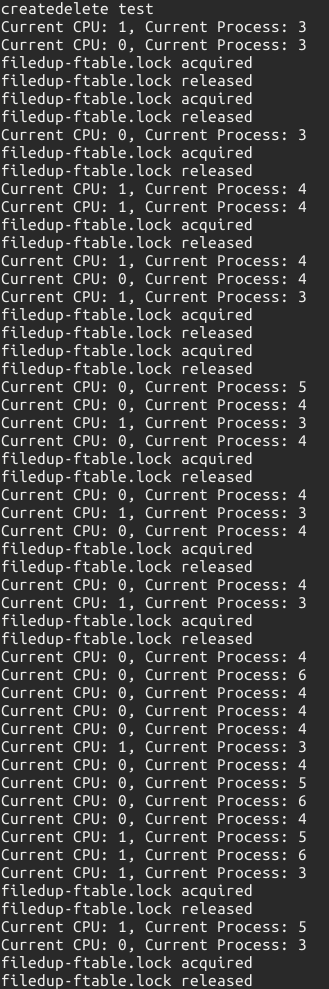 createdelete test
Current CPU: 1, Current Process: 3
Current CPU: 0, Current Process: 3
filedup-ftable.lock acquired
filedup-ftable.lock released
filedup-ftable.lock acquired
filedup-ftable.lock released
Current CPU: 0, Current Process: 3
filedup-ftable.lock acquired
filedup-ftable.lock released
Current CPU: 1, Current Process: 4
Current CPU: 1, Current Process: 4
filedup-ftable.lock acquired
filedup-ftable.lock released
Current CPU: 1, Current Process: 4
Current CPU: 0, Current Process: 4
Current CPU: 1, Current Process: 3
filedup-ftable.lock acquired
filedup-ftable.lock released
filedup-ftable.lock acquired
filedup-ftable.lock released
Current CPU: 0, Current Process: 5
Current CPU: 0, Current Process: 4
Current CPU: 1, Current Process: 3
Current CPU: 0, Current Process: 4
filedup-ftable.lock acquired
filedup-ftable.lock released
Current CPU: 0, Current Process: 4
Current CPU: 1, Current Process: 3
Current CPU: 0, Current Process: 4
filedup-ftable.lock acquired
filedup-ftable.lock released
Current CPU: 0, Current Process: 4
Current CPU: 1, Current Process: 3
filedup-ftable.lock acquired
filedup-ftable.lock released
Current CPU: 0, Current Process: 4
Current CPU: 0, Current Process: 6
Current CPU: 0, Current Process: 4
Current CPU: 0, Current Process: 4
Current CPU: 0, Current Process: 4
Current CPU: 1, Current Process: 3
Current CPU: 0, Current Process: 4
Current CPU: 0, Current Process: 5
Current CPU: 0, Current Process: 6
Current CPU: 0, Current Process: 4
Current CPU: 1, Current Process: 5
Current CPU: 1, Current Process: 6
Current CPU: 1, Current Process: 3
filedup-ftable.lock acquired
filedup-ftable.lock released
Current CPU: 1, Current Process: 5
Current CPU: 0, Current Process: 3
filedup-ftable.lock acquired
filedup-ftable.lock released